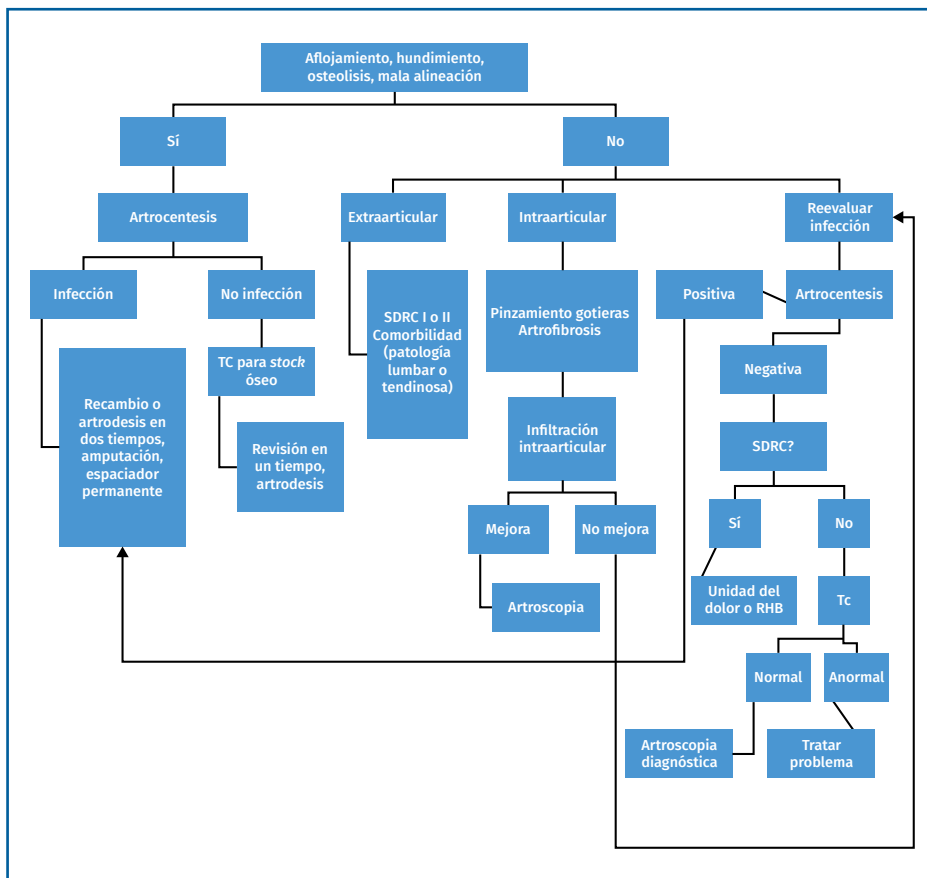 Aflojamiento, hundimiento,
osteolisis, mala alineación
Sí
No
Artrocentesis
Extraarticular
Intraarticular
Reevaluar
infección
Infección
No infección
SDRC I o II
Comorbilidad
(patología
lumbar o
tendinosa)
Pinzamiento gotieras
Artrofibrosis
Positiva
Artrocentesis
Recambio o
artrodesis en
dos tiempos,
amputación,
espaciador
permanente
TC para stock
óseo
Revisión en
un tiempo,
artrodesis
Infiltración
intraarticular
Negativa
SDRC?
Mejora
No mejora
Sí
No
Artroscopia
Unidad del
dolor o RHB
Tc
Normal
Anormal
Artroscopia
diagnóstica
Tratar
problema